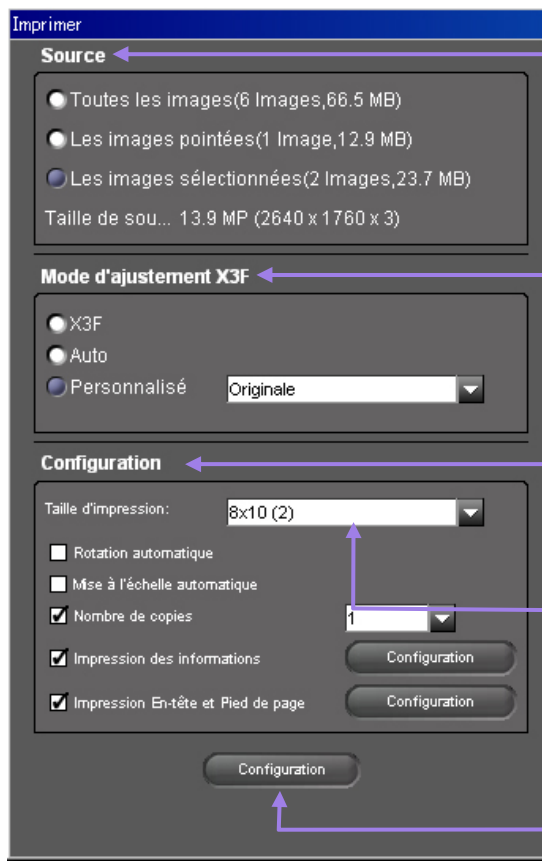 Imprimer
Source
Toutes les images(6 Images,66.5 MB)
Les images pointées(1 Image,12.9 MB)
Les images sélectionnées(2 Images,23.7 MB)
Taille de sou... 13.9 MP (2640 x 1760 x 3)
Mode d'ajustement X3F
X3F
Auto
Personnalisé Originale
Configuration
Taille d'impression: 8x10 (2)
Rotation automatique
Mise à l'échelle automatique
Nombre de copies 1
Impression des informations Configuration
Impression En-tête et Pied de page Configuration
Configuration